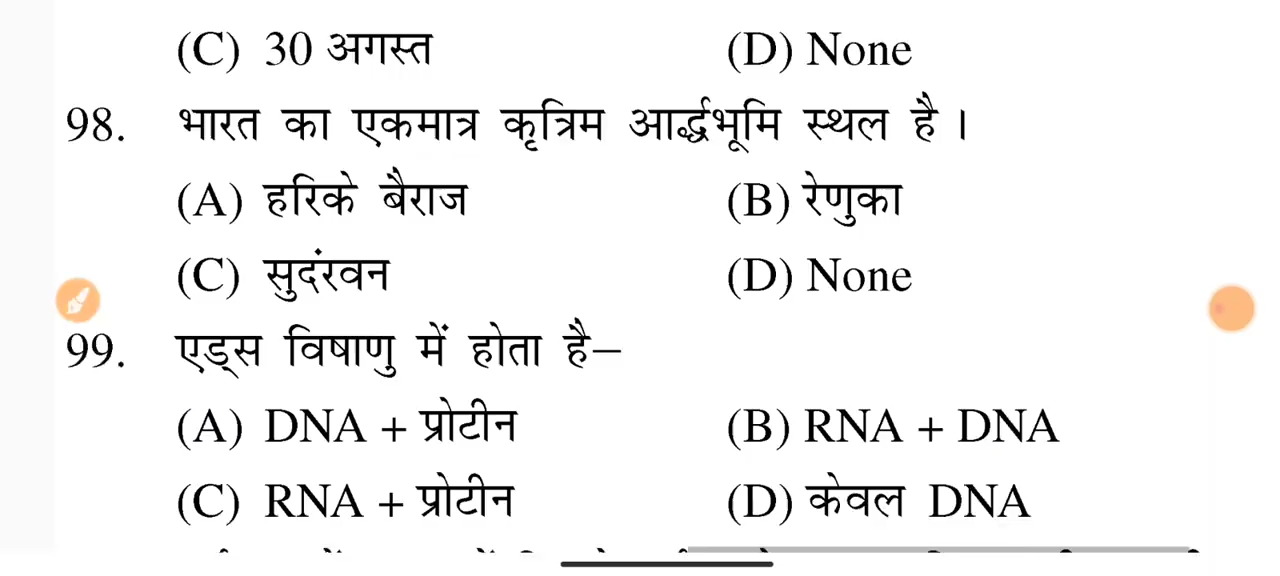 (C) 30 अगस्त (D) None
98. भारत का एकमात्र कृत्रिम आर्द्धभूमि स्थल है ।
(A) हरिके बैराज (B) रेणुका
(C) सुदंरवन (D) None
99. एड्स विषाणु में होता है–
(A) DNA + प्रोटीन (B) RNA + DNA
(C) RNA + प्रोटीन (D) केवल DNA